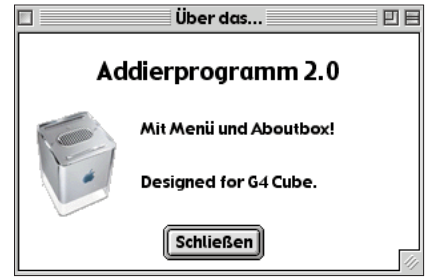 Über das...
Addierprogramm 2.0
Mit Menü und Aboutbox!
Designed for G4 Cube.
Schließen